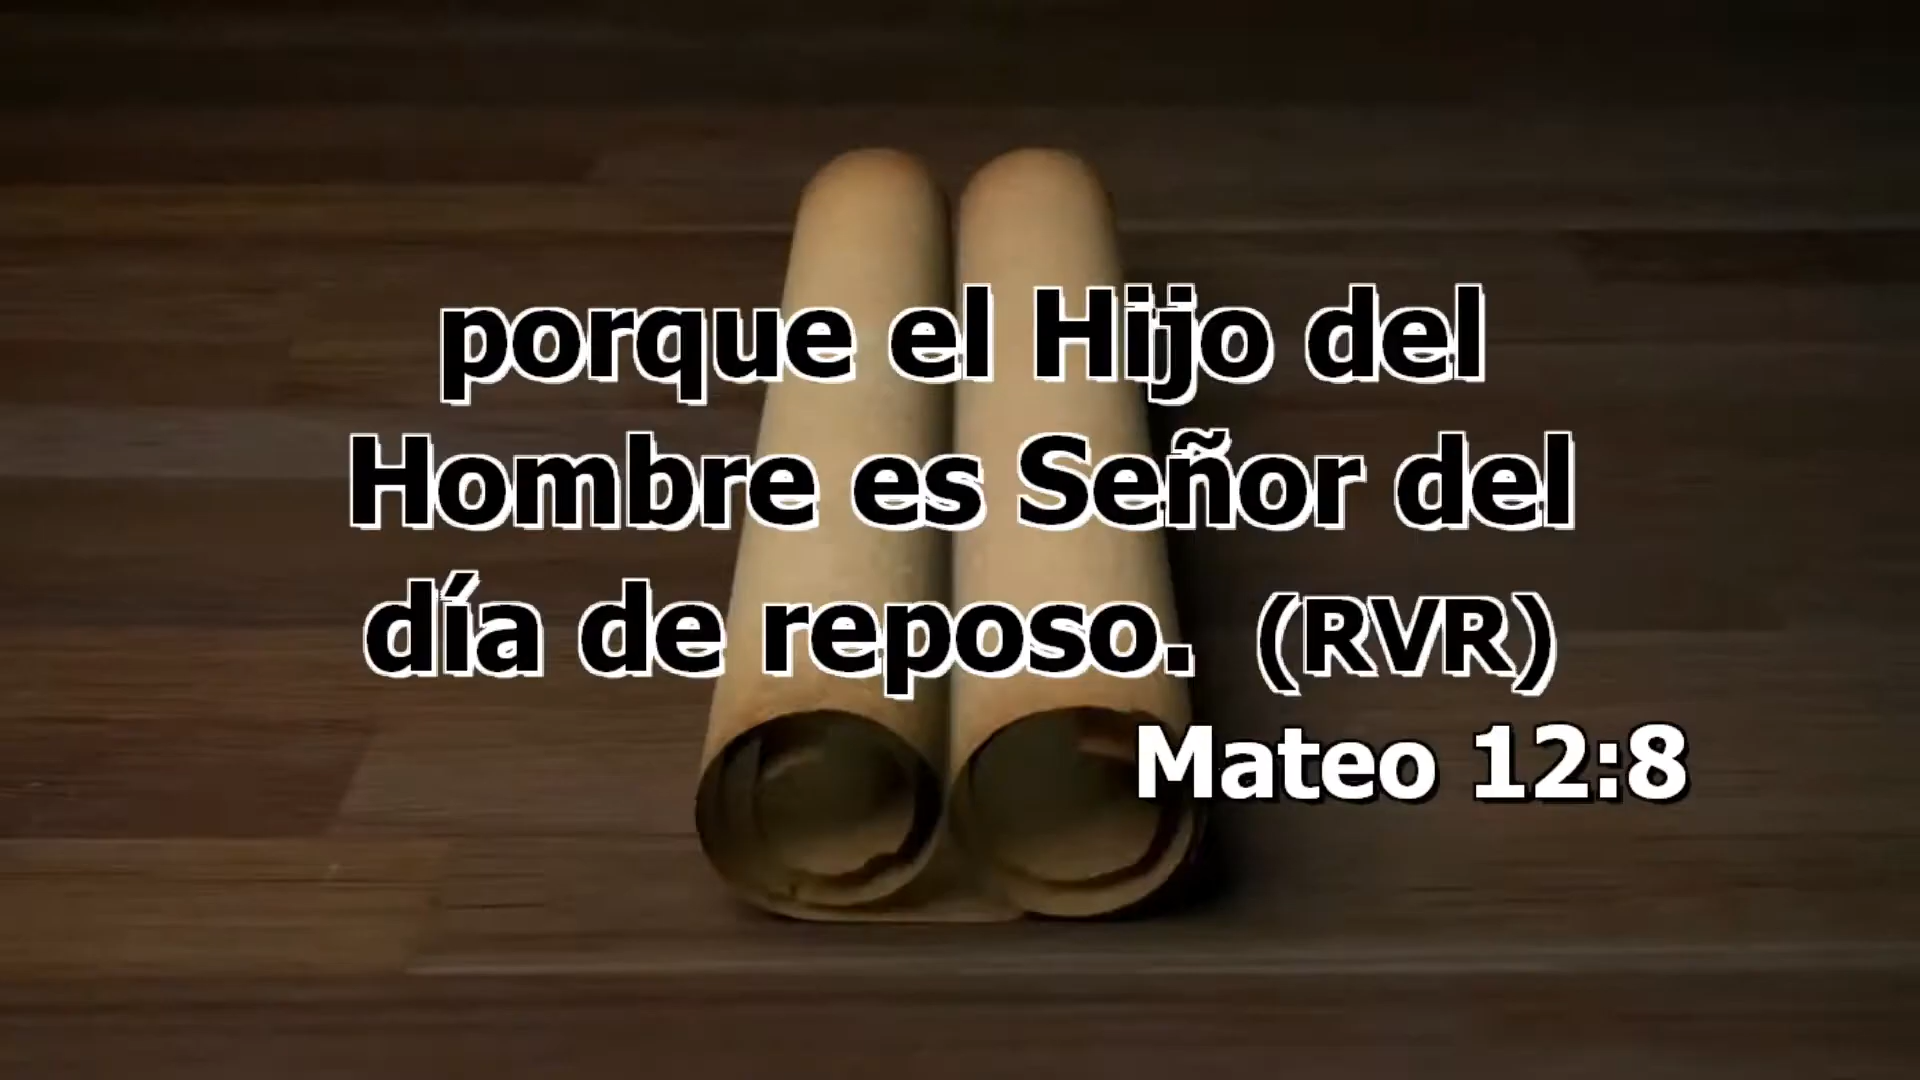 porque el Hijo del
Hombre es Señor del
día de reposo. (RVR)
Mateo 12:8